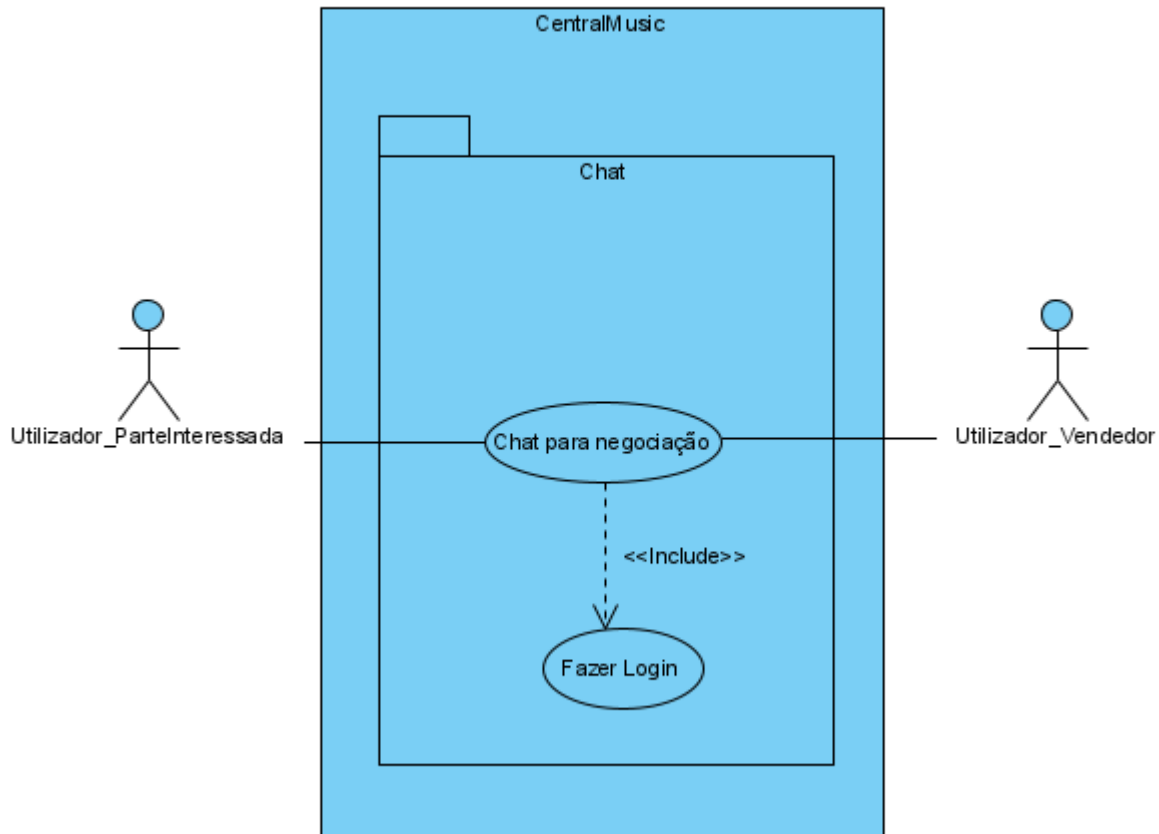 CentralMusic
Chat
Utilizador_ParteInteressada
Chat para negociação
Utilizador_Vendedor
<<Include>>
Fazer Login